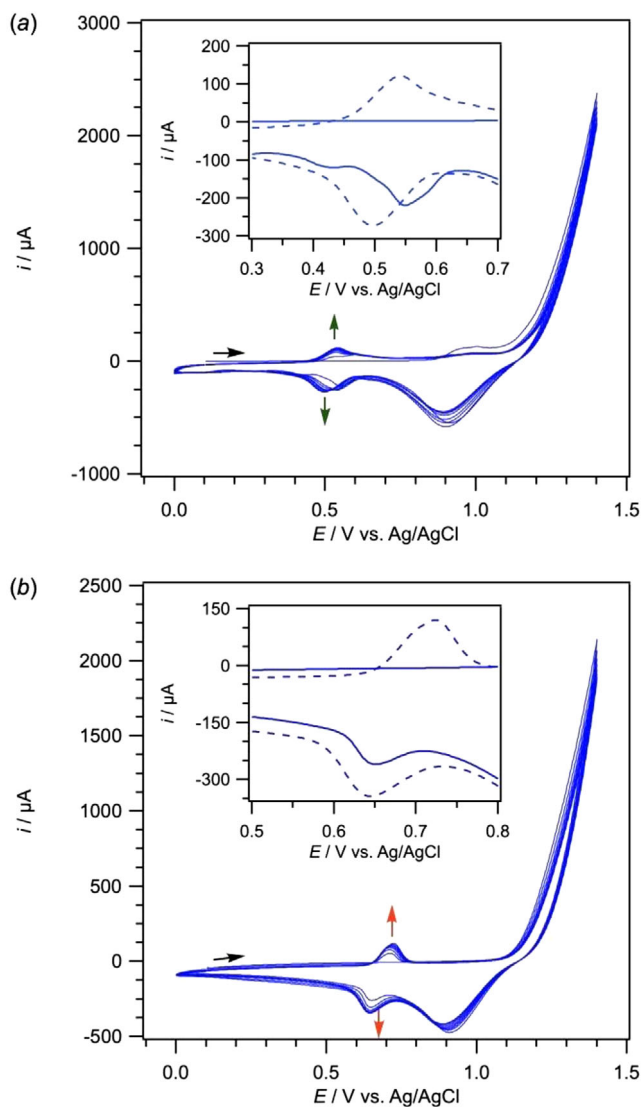 (a)
3000
2000
1000
0
-1000
i / µA
200
100
0
-100
-200
-300
i / µA
0.3 0.4 0.5 0.6 0.7
E / V vs. Ag/AgCl
0.0 0.5 1.0 1.5
E / V vs. Ag/AgCl
(b)
2500
2000
1500
1000
500
0
-500
i / µA
150
0
-150
-300
i / µA
0.5 0.6 0.7 0.8
E / V vs. Ag/AgCl
0.0 0.5 1.0 1.5
E / V vs. Ag/AgCl